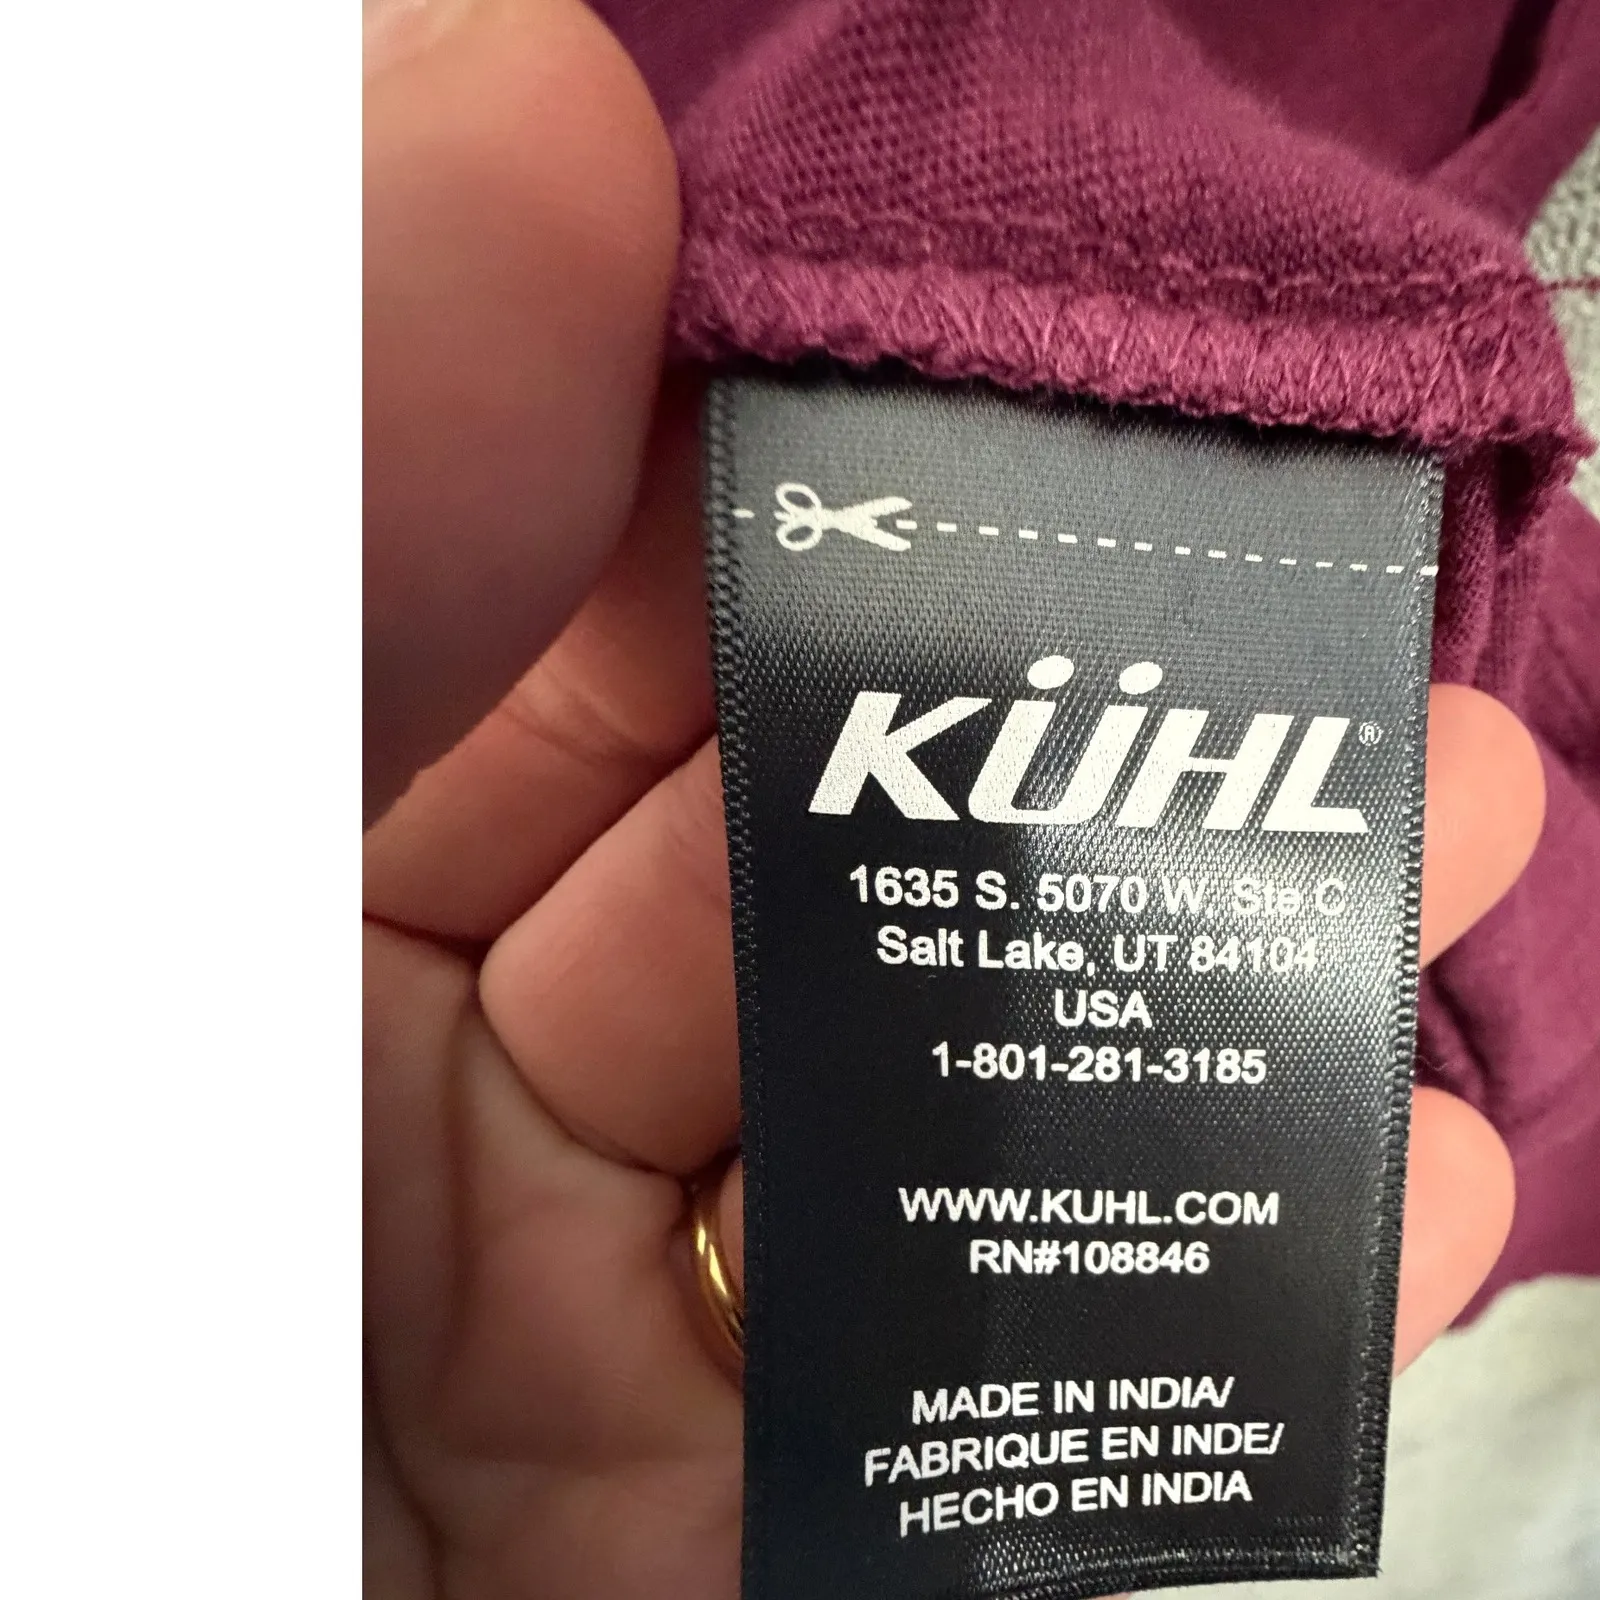 KÜHL®
1635 S. 5070 W. Ste C
Salt Lake, UT 84104
USA
1-801-281-3185
WWW.KUHL.COM
RN#108846
MADE IN INDIA/
FABRIQUE EN INDE/
HECHO EN INDIA